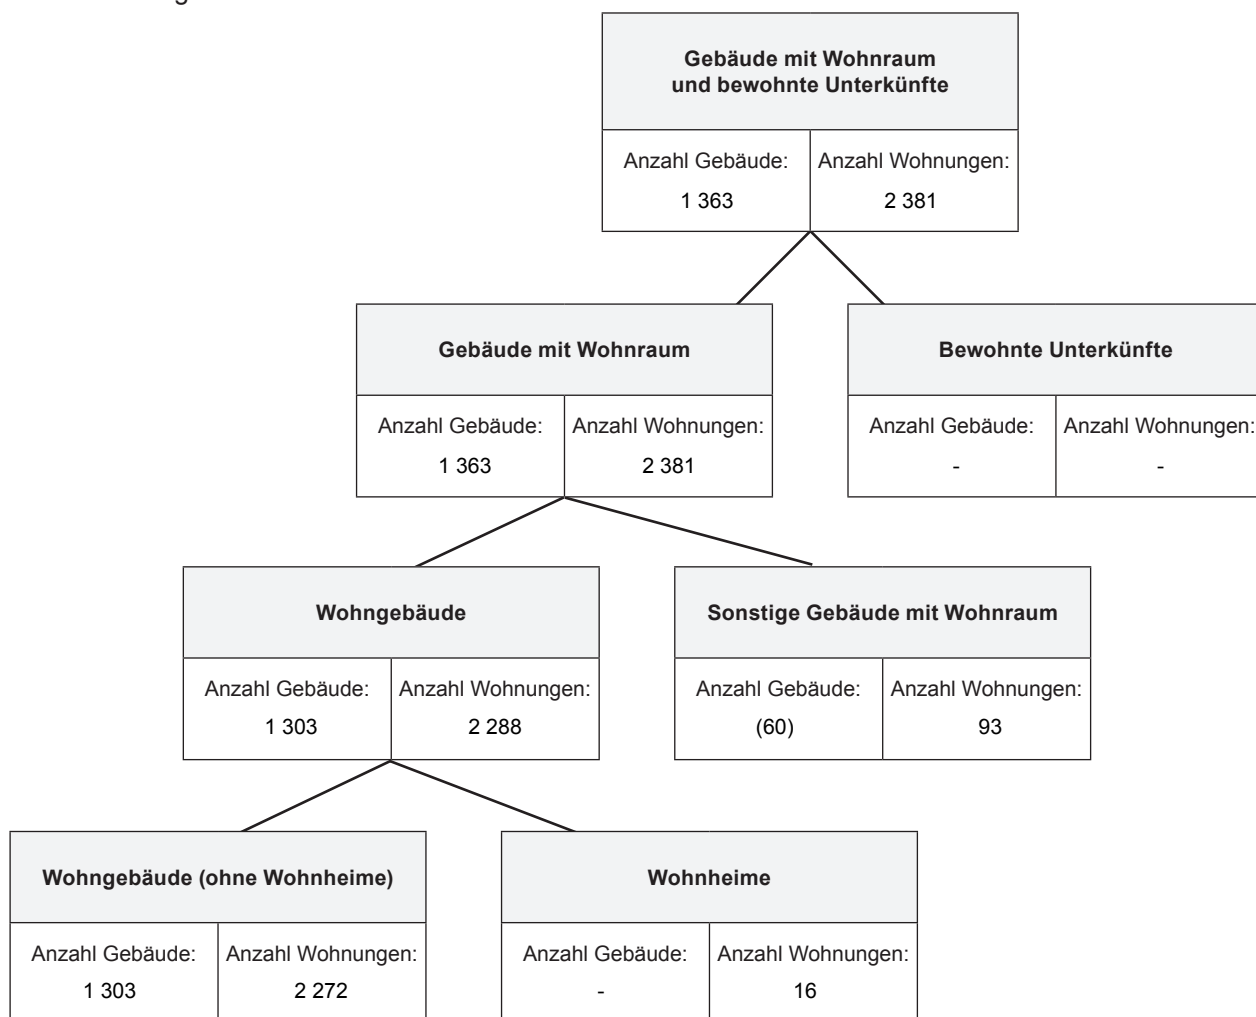 Gebäude mit Wohnraum
und bewohnte Unterkünfte
Anzahl Gebäude: Anzahl Wohnungen:
1 363 2 381
Gebäude mit Wohnraum Bewohnte Unterkünfte
Anzahl Gebäude: Anzahl Wohnungen: Anzahl Gebäude: Anzahl Wohnungen:
1 363 2 381 - -
Wohngebäude Sonstige Gebäude mit Wohnraum
Anzahl Gebäude: Anzahl Wohnungen: Anzahl Gebäude: Anzahl Wohnungen:
1 303 2 288 (60) 93
Wohngebäude (ohne Wohnheime) Wohnheime
Anzahl Gebäude: Anzahl Wohnungen: Anzahl Gebäude: Anzahl Wohnungen:
1 303 2 272 - 16